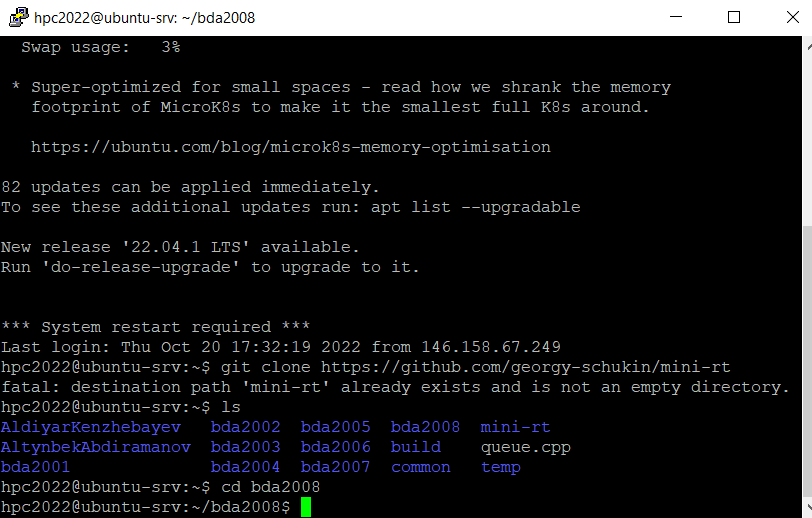 hpc2022@ubuntu-srv: ~/bda2008
Swap usage:   3%
* Super-optimized for small spaces - read how we shrank the memory
footprint of MicroK8s to make it the smallest full K8s around.
https://ubuntu.com/blog/microk8s-memory-optimisation
82 updates can be applied immediately.
To see these additional updates run: apt list --upgradable
New release '22.04.1 LTS' available.
Run 'do-release-upgrade' to upgrade to it.
*** System restart required ***
Last login: Thu Oct 20 17:32:19 2022 from 146.158.67.249
hpc2022@ubuntu-srv:~$ git clone https://github.com/georgy-schukin/mini-rt
fatal: destination path 'mini-rt' already exists and is not an empty directory.
hpc2022@ubuntu-srv:~$ ls
AldiyarKenzhebayev   bda2002  bda2005  bda2008  mini-rt
AltynbekAbdiramanov  bda2003  bda2006  build    queue.cpp
bda2001              bda2004  bda2007  common   temp
hpc2022@ubuntu-srv:~$ cd bda2008
hpc2022@ubuntu-srv:~/bda2008$